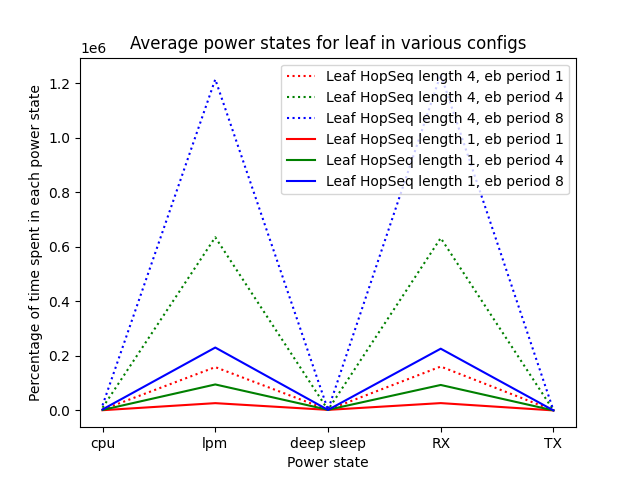 Average power states for leaf in various configs
1e6
Leaf HopSeq length 4, eb period 1
Leaf HopSeq length 4, eb period 4
Leaf HopSeq length 4, eb period 8
Leaf HopSeq length 1, eb period 1
Leaf HopSeq length 1, eb period 4
Leaf HopSeq length 1, eb period 8
Percentage of time spent in each power state
1.2
1.0
0.8
0.6
0.4
0.2
0.0
cpu lpm deep sleep RX TX
Power state